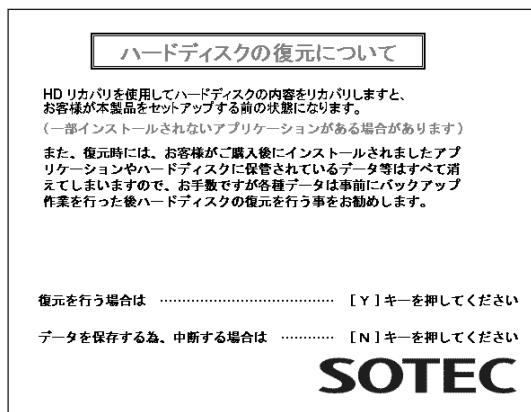 ハードディスクの復元について
HD リカバリを使用してハードディスクの内容をリカバリしますと、
お客様が本製品をセットアップする前の状態になります。
(一部インストールされないアプリケーションがある場合があります)
また、復元時には、お客様がご購入後にインストールされましたアプ
リケーションやハードディスクに保管されているデータ等はすべて消
えてしまいますので、お手数ですが各種データは事前にバックアップ
作業を行った後ハードディスクの復元を行う事をお勧めします。
復元を行う場合は ………………………………… [Y]キーを押してください
データを保存する為、中断する場合は ………… [N]キーを押してください
SOTEC